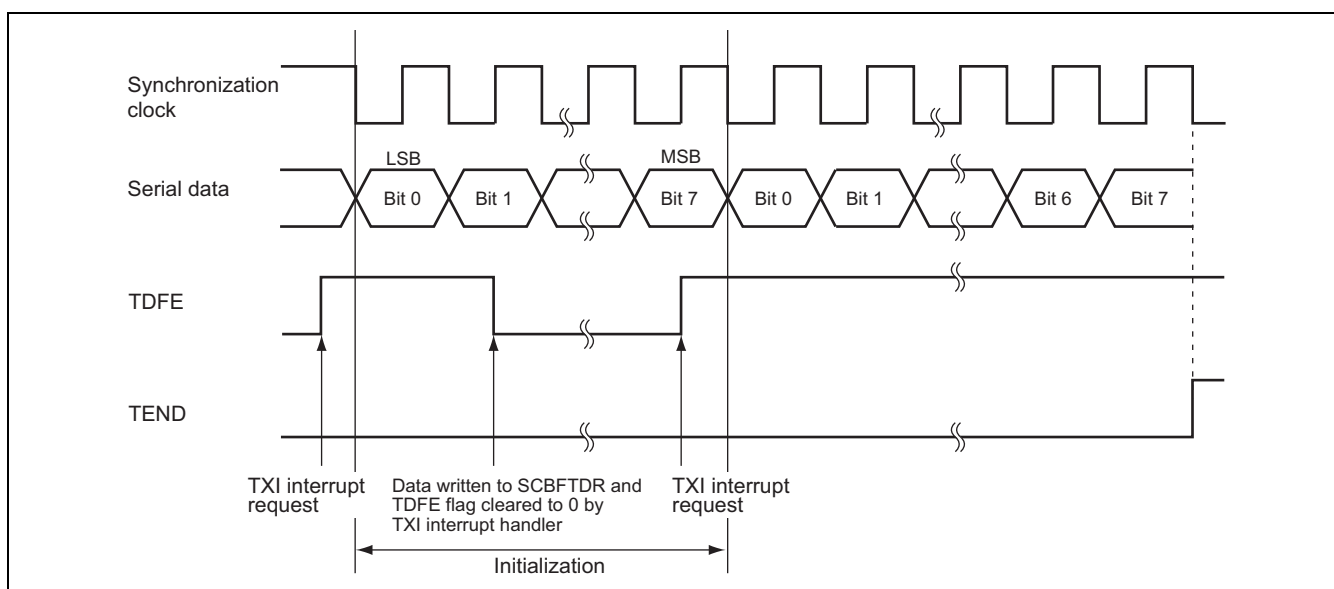 Synchronization
clock
LSB
MSB
Serial data
Bit 0
Bit 1
Bit 7
Bit 0
Bit 1
Bit 6
Bit 7
TDFE
TEND
TXI interrupt
request
Data written to SCBFTDR and
TDFE flag cleared to 0 by
TXI interrupt handler
TXI interrupt
request
Initialization